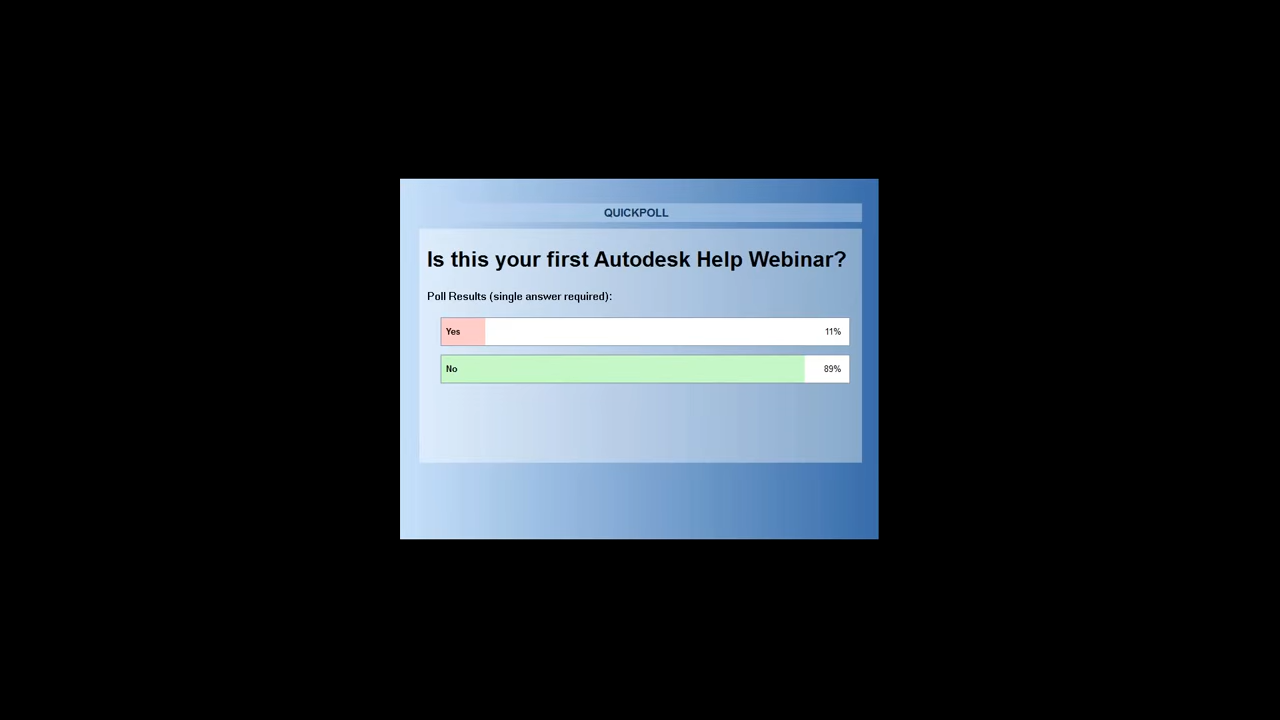 QUICKPOLL
Is this your first Autodesk Help Webinar?
Poll Results (single answer required):
Yes 11%
No 89%